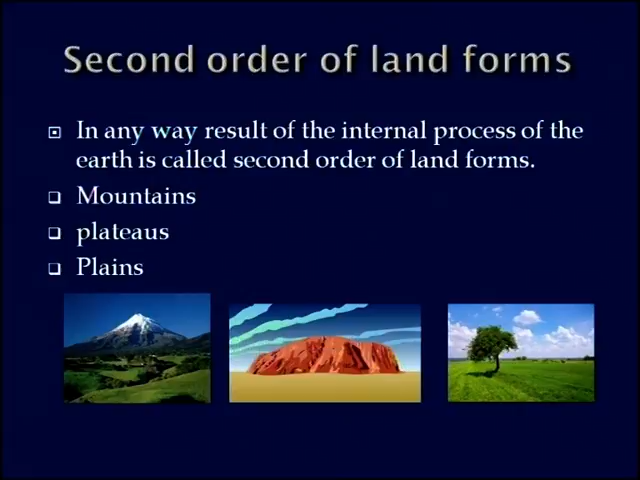 Second order of land forms
In any way result of the internal process of the
earth is called second order of land forms.
Mountains
plateaus
Plains